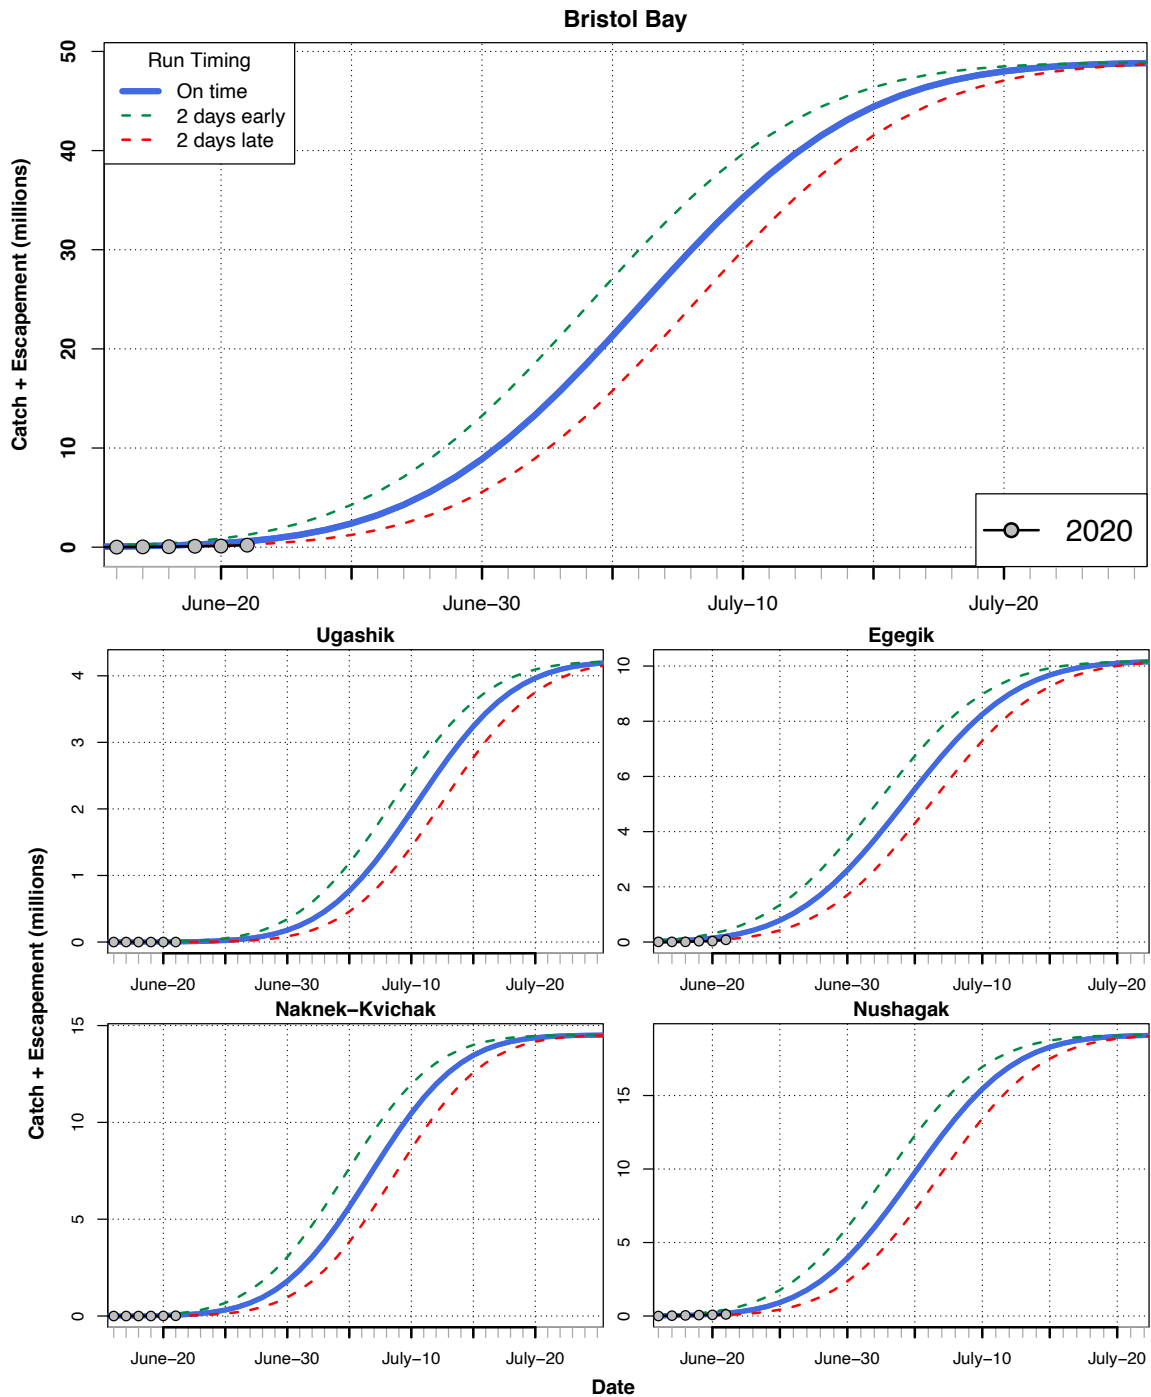 Bristol Bay
Run Timing
On time
2 days early
2 days late
Catch + Escapement (millions)
50
40
30
20
10
0
2020
June−20
June−30
July−10
July−20
Ugashik
4
3
2
1
0
June−20
June−30
July−10
July−20
Egegik
10
8
6
4
2
0
June−20
June−30
July−10
July−20
Catch + Escapement (millions)
Naknek−Kvichak
15
10
5
0
June−20
June−30
July−10
July−20
Nushagak
15
10
5
0
June−20
June−30
July−10
July−20
Date